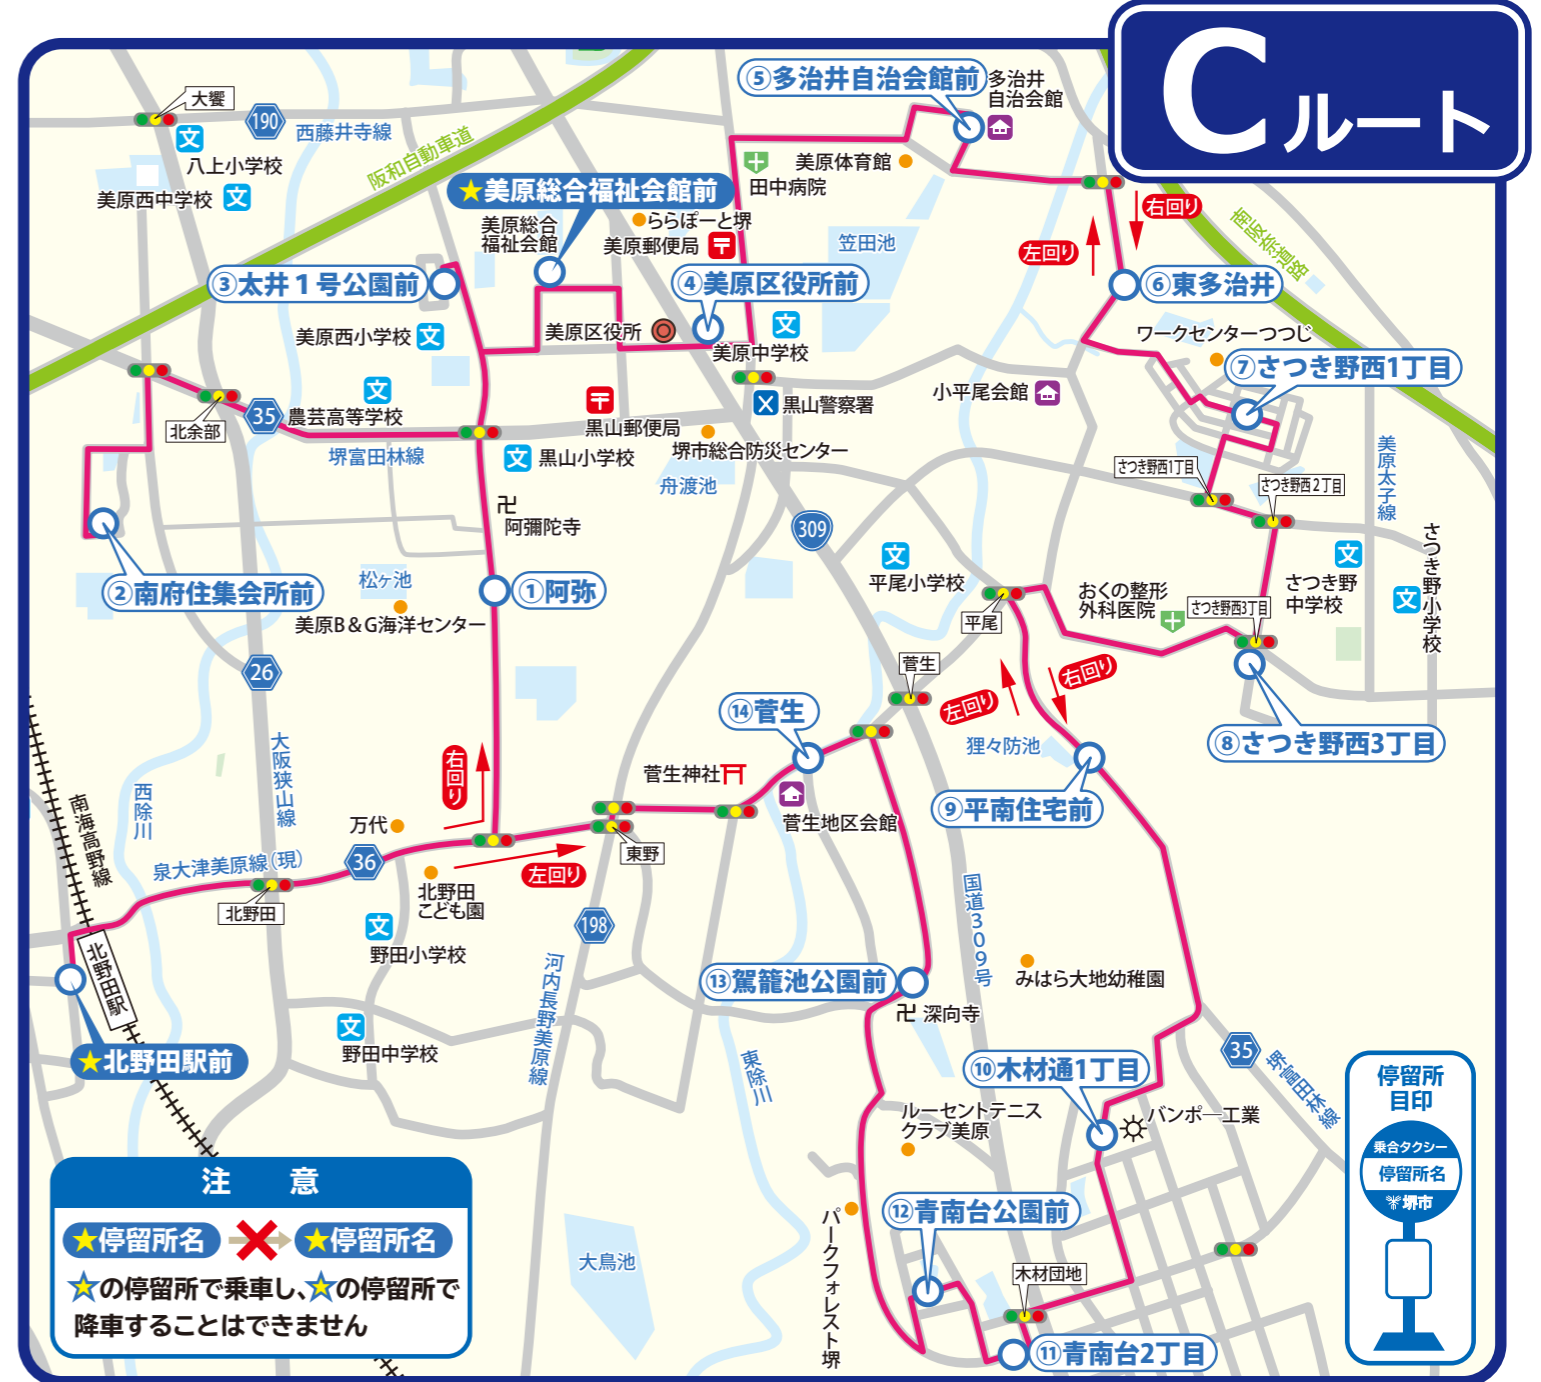 Cルート
⑤多治井自治会館前
多治井
自治会館
大饗
190
西藤井寺線
阪和自動車道
八上小学校
美原西中学校
美原体育館
田中病院
★美原総合福祉会館前
美原総合
福祉会館
ららぽーと堺
美原郵便局
笠田池
右回り
左回り
南阪奈道路
③太井１号公園前
④美原区役所前
⑥東多治井
美原西小学校
美原区役所
美原中学校
ワークセンターつつじ
⑦さつき野西1丁目
小平尾会館
北余部
35
農芸高等学校
黒山警察署
黒山郵便局
堺市総合防災センター
堺富田林線
黒山小学校
舟渡池
美原太子線
さつき野西1丁目
さつき野西２丁目
阿彌陀寺
309
平尾小学校
さつき野
中学校
さつき野小学校
松ヶ池
①阿弥
②南府住集会所前
美原B＆G海洋センター
おくの整形
外科医院
さつき野西3丁目
平尾
26
菅生
右回り
左回り
⑭菅生
⑧さつき野西3丁目
狸々防池
大阪狭山線
右回り
菅生神社
西除川
南海高野線
⑨平南住宅前
菅生地区会館
万代
東野
泉大津美原線(現)
36
左回り
北野田
北野田
こども園
198
国道309号
野田小学校
北野田駅
河内長野美原線
⑬駕籠池公園前
みはら大地幼稚園
深向寺
野田中学校
★北野田駅前
東除川
⑩木材通1丁目
35
堺富田林線
ルーセントテニス
クラブ美原
バンポー工業
停留所
目印
乗合タクシー
停留所名
堺市
注　意
★停留所名
★停留所名
★の停留所で乗車し、★の停留所で
降車することはできません
大鳥池
パークフォレスト堺
⑫青南台公園前
木材団地
⑪青南台2丁目